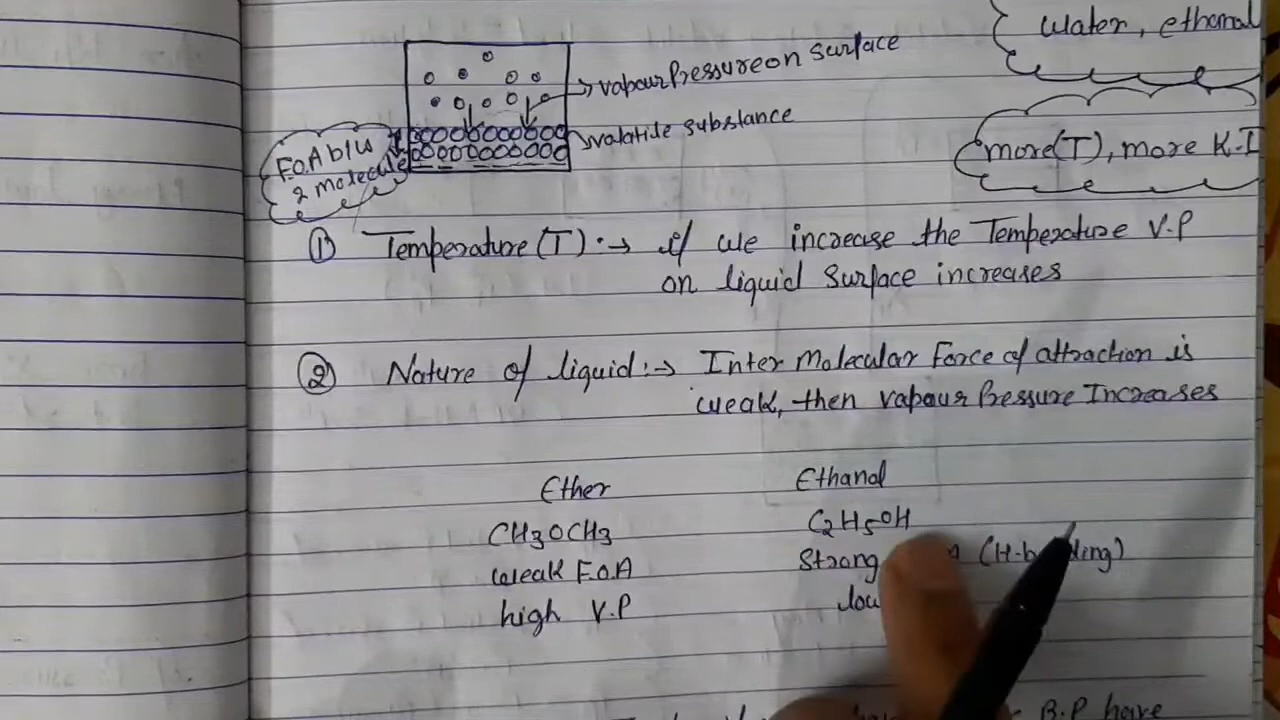 water, ethanol
vapour Pressure on surface
volatile substance
F.O.A b/w
2 molecule
more (T), more K.E
① Temperature (T) :→ if we increase the Temperature V.P
on liquid Surface increases
② Nature of liquid :→ Inter Molecular Force of attraction is
weak, then vapour Pressure Increases
Ether Ethanol
CH3OCH3 C2H5OH
weak F.O.A Strong
high V.P
B.P have